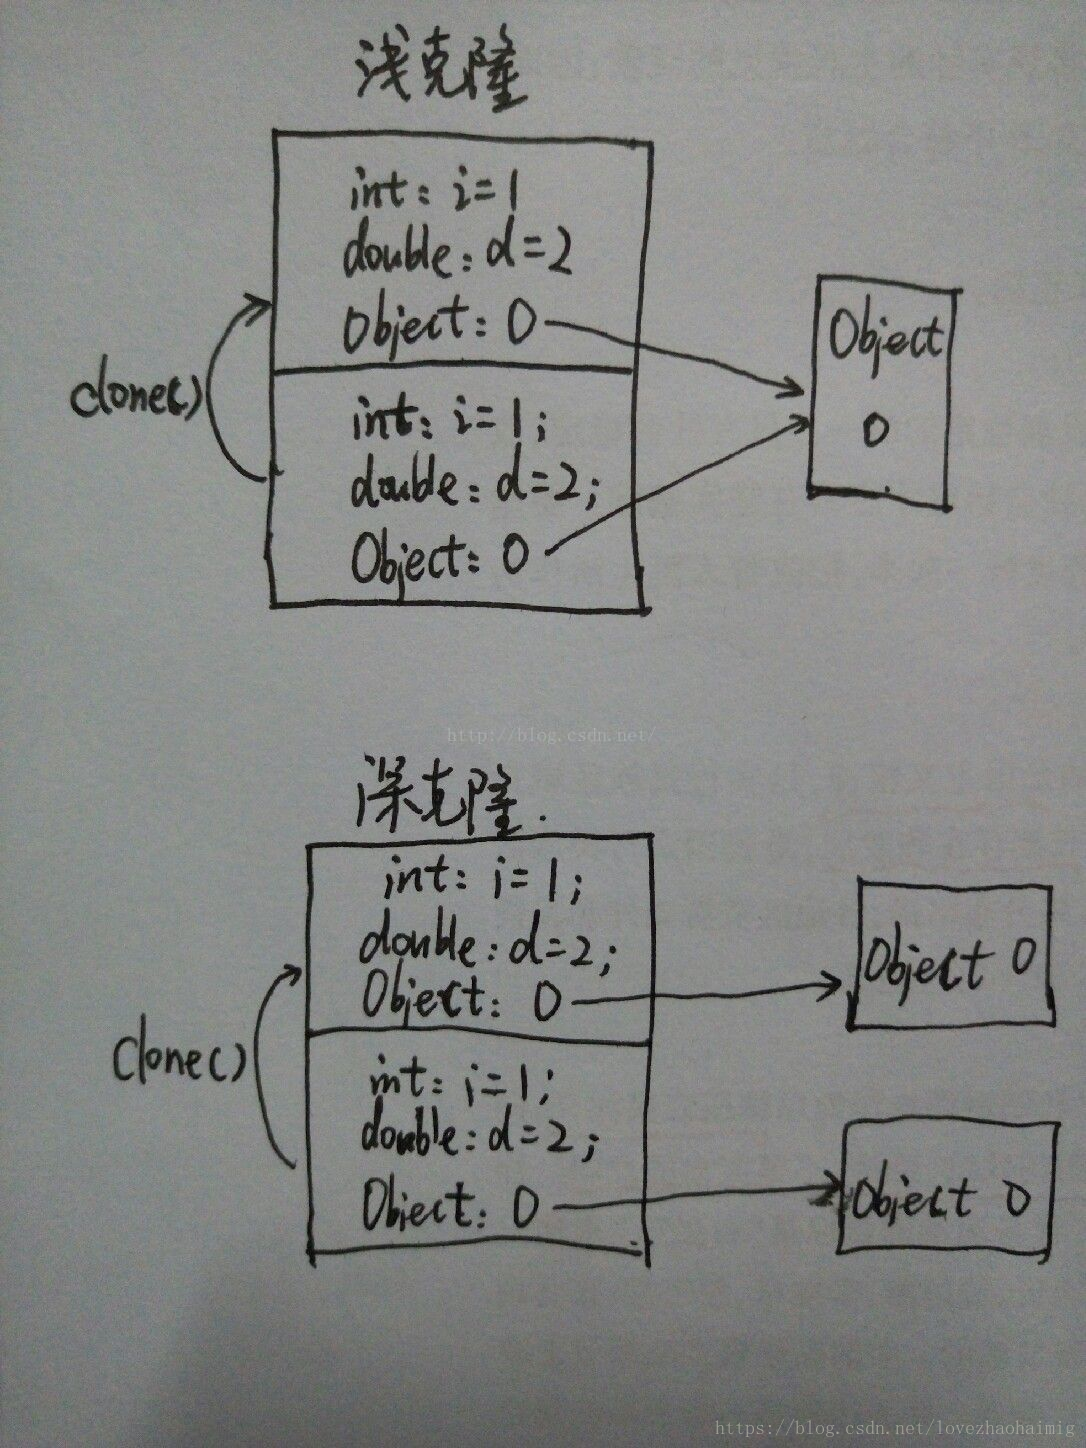 浅克隆
int: i=1
double: d=2
Object: O
clone()
int: i=1;
double: d=2;
Object: O
Object
O
http://blog.csdn.net/
深克隆.
int: i=1;
double: d=2;
Object: O
Object O
clone()
int: i=1;
double: d=2;
Object: O
Object O
https://blog.csdn.net/lovezhaohaimig